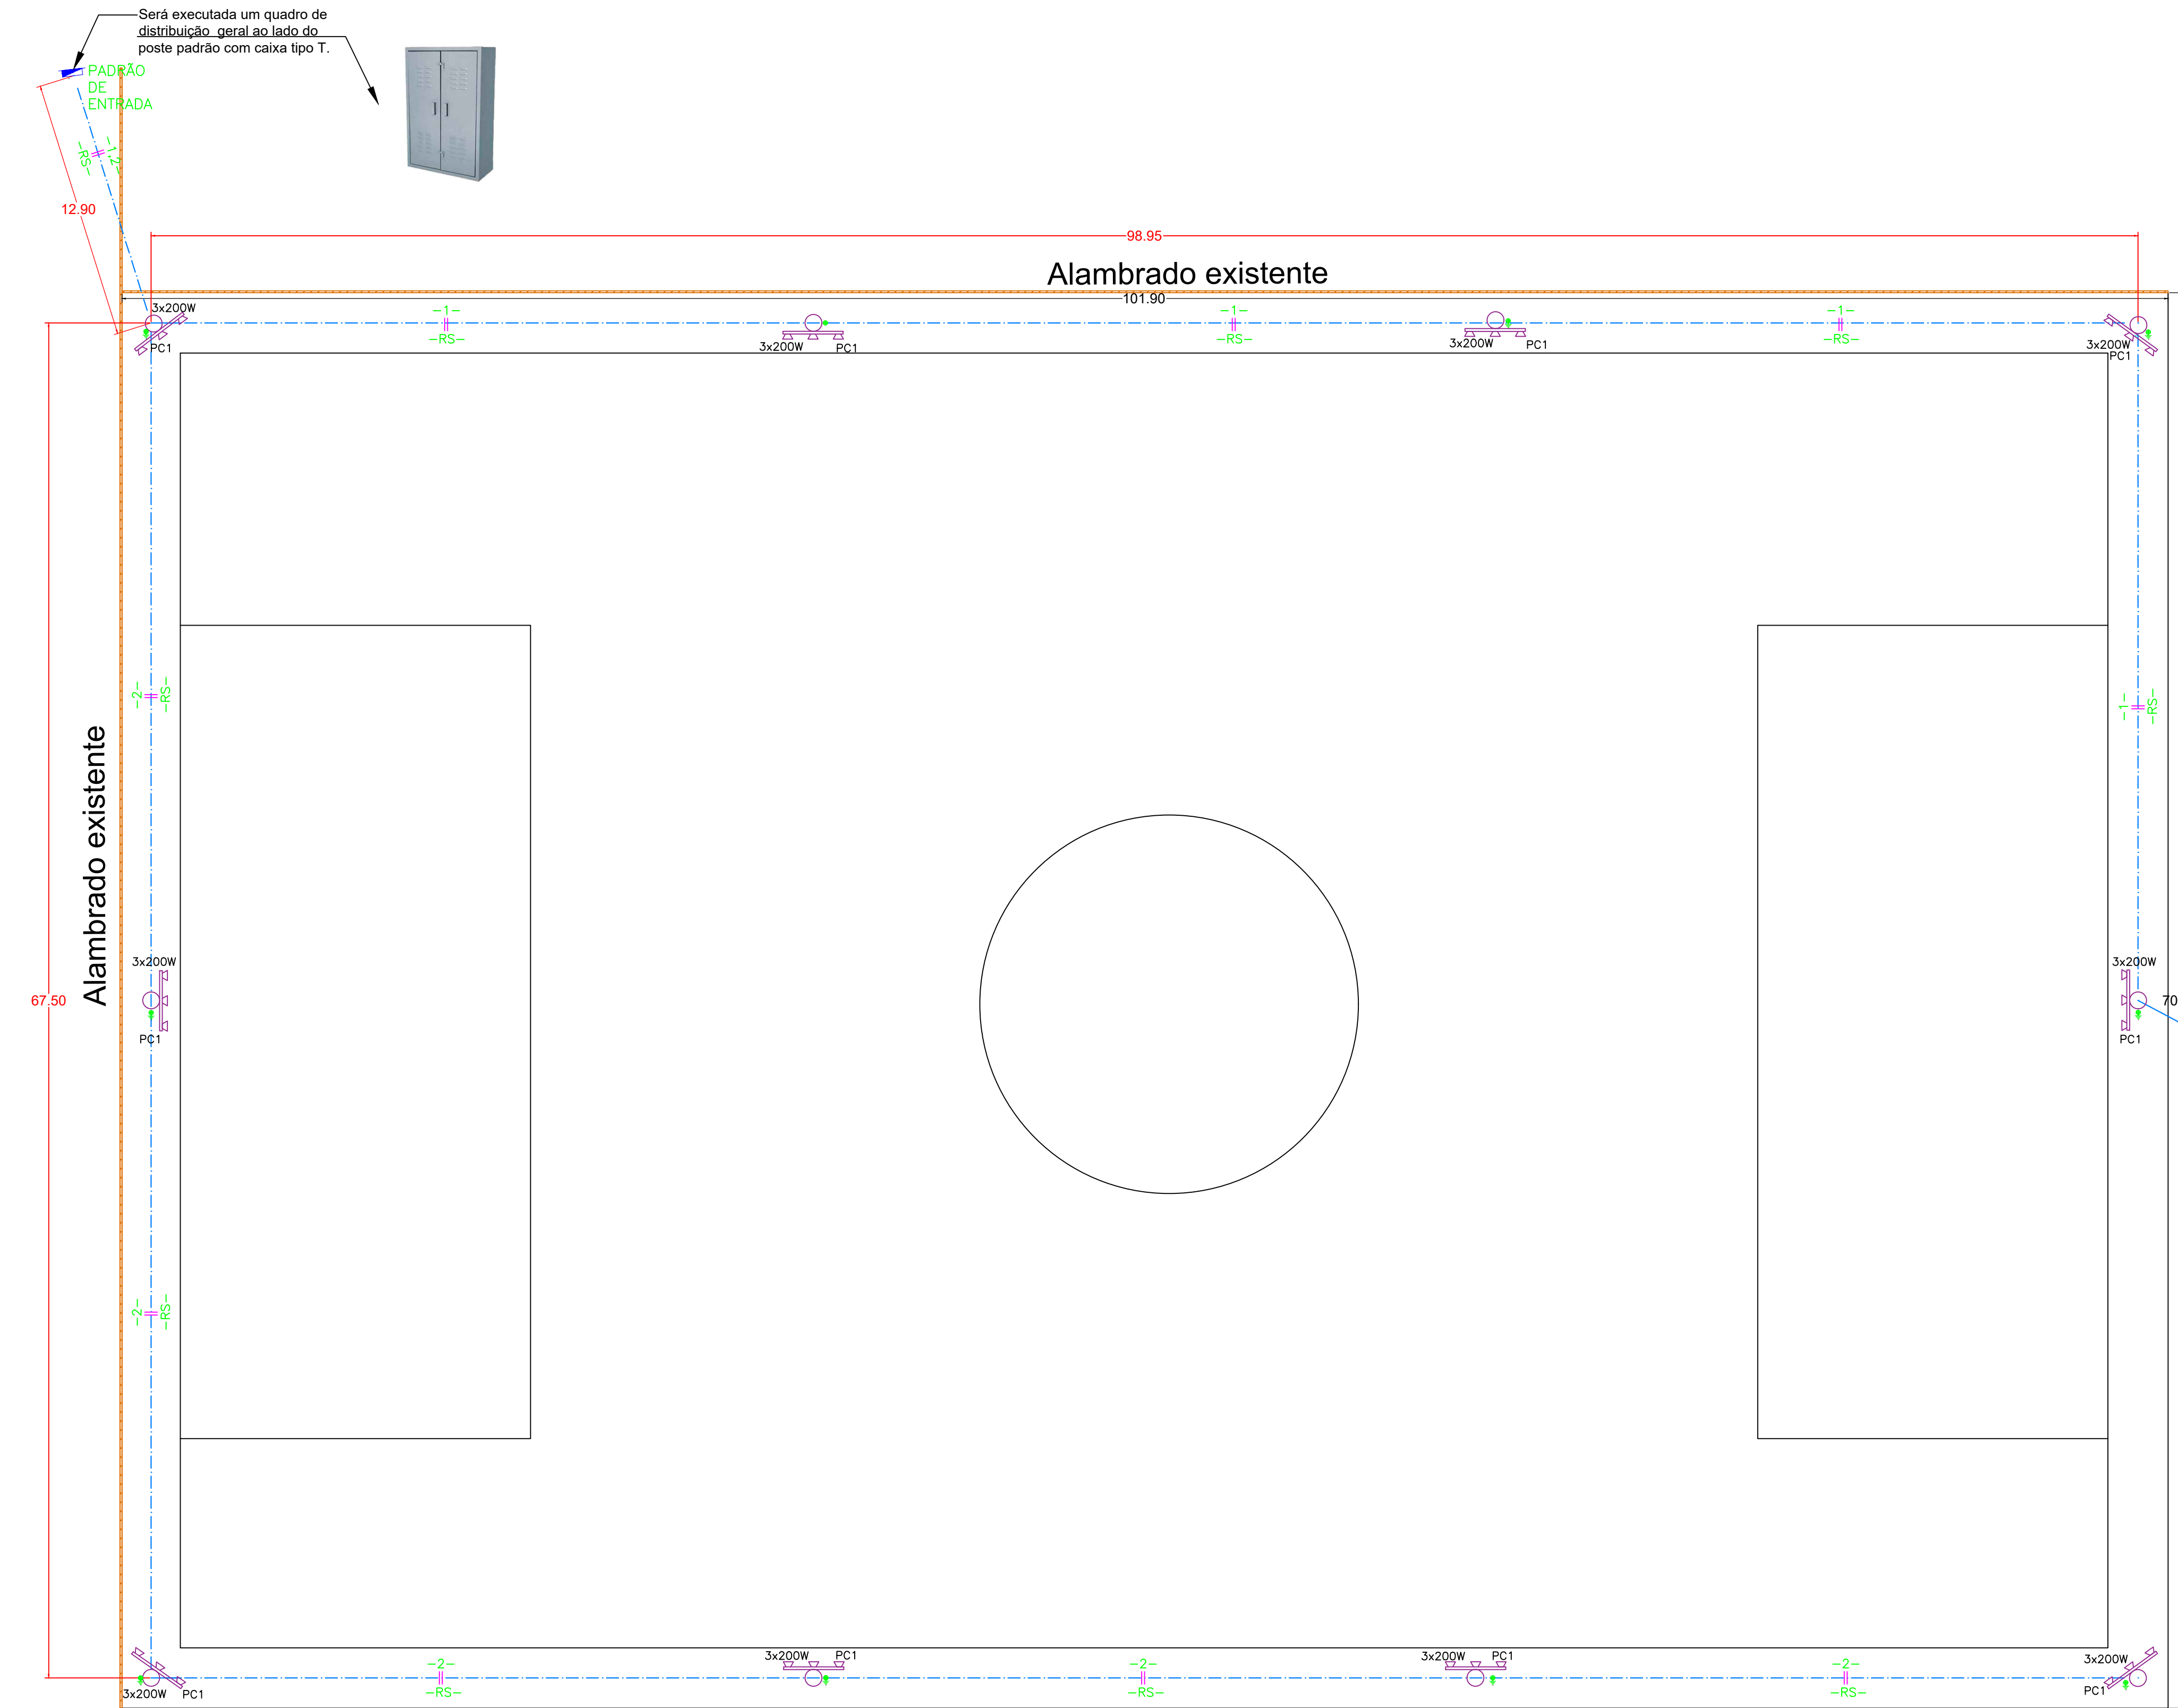 Será executada um quadro de
distribuição geral ao lado do
poste padrão com caixa tipo T.
PADRÃO
DE
ENTRADA
-1,2-
-RS-
12.90
98.95
Alambrado existente
101.90
3x200W
PC1
-1-
-RS-
3x200W
PC1
-1-
-RS-
3x200W
PC1
-1-
-RS-
3x200W
PC1
-2-
-RS-
-1-
-RS-
Alambrado existente
67.50
3x200W
PC1
3x200W
PC1
70
-2-
-RS-
3x200W
PC1
-2-
-RS-
3x200W
PC1
-2-
-RS-
3x200W
PC1
-2-
-RS-
3x200W
PC1